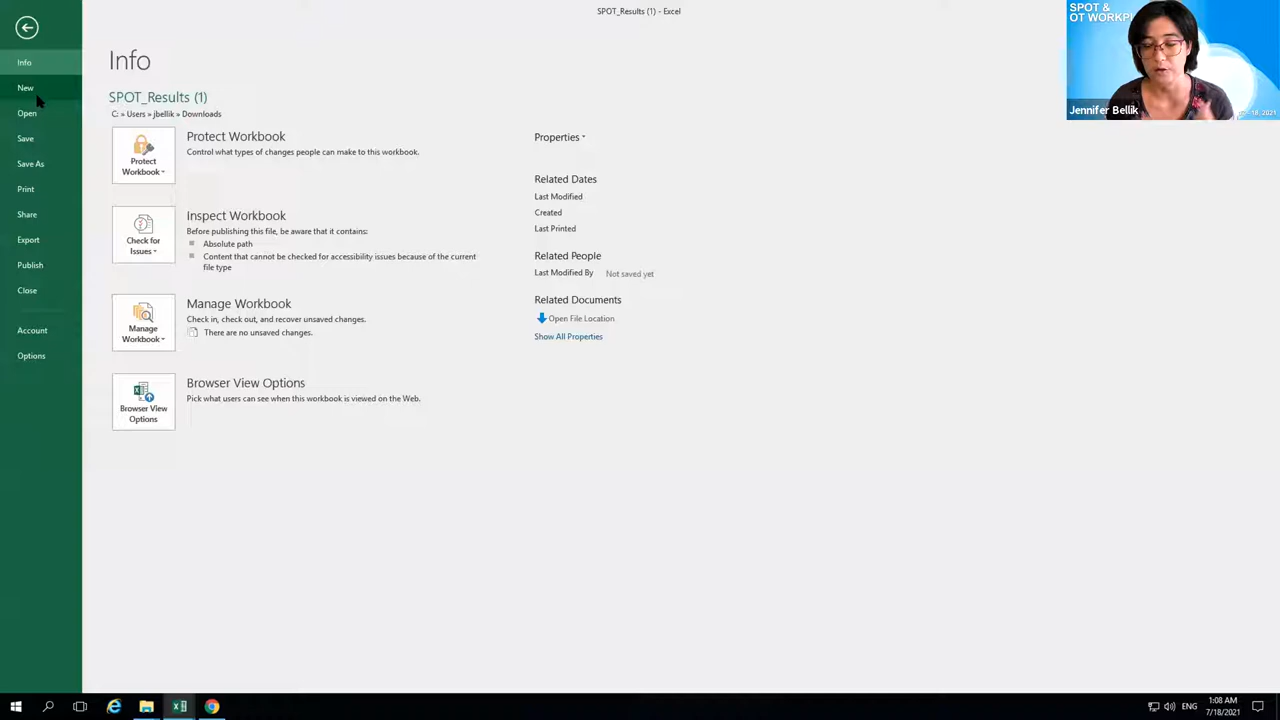 SPOT_Results (1) - Excel
SPOT &
OT WORKPL
Jennifer Bellik
-18, 2021
Info
New
Open
Save
Save As
Print
Share
Export
Publish
Close
Account
Options
Info
SPOT_Results (1)
C: » Users » jbellik » Downloads
Protect Workbook
Control what types of changes people can make to this workbook.
Protect
Workbook
Inspect Workbook
Before publishing this file, be aware that it contains:
Absolute path
Content that cannot be checked for accessibility issues because of the current
file type
Check for
Issues
Manage Workbook
Check in, check out, and recover unsaved changes.
There are no unsaved changes.
Manage
Workbook
Browser View Options
Pick what users can see when this workbook is viewed on the Web.
Browser View
Options
Properties
Related Dates
Last Modified
Created
Last Printed
Related People
Last Modified By Not saved yet
Related Documents
Open File Location
Show All Properties
ENG
1:08 AM
7/18/2021